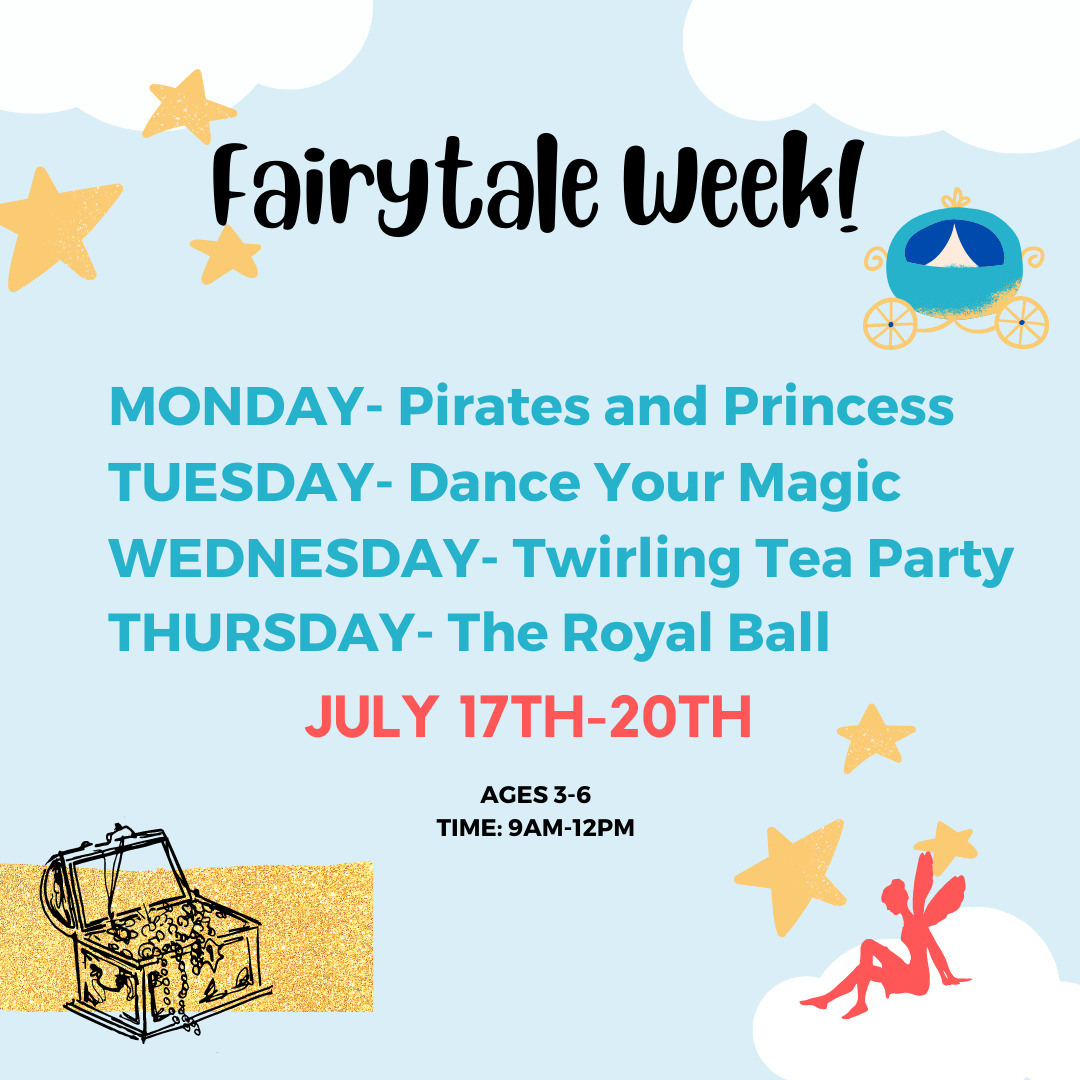 Fairytale Week!
MONDAY- Pirates and Princess
TUESDAY- Dance Your Magic
WEDNESDAY- Twirling Tea Party
THURSDAY- The Royal Ball
JULY 17TH-20TH
AGES 3-6
TIME: 9AM-12PM